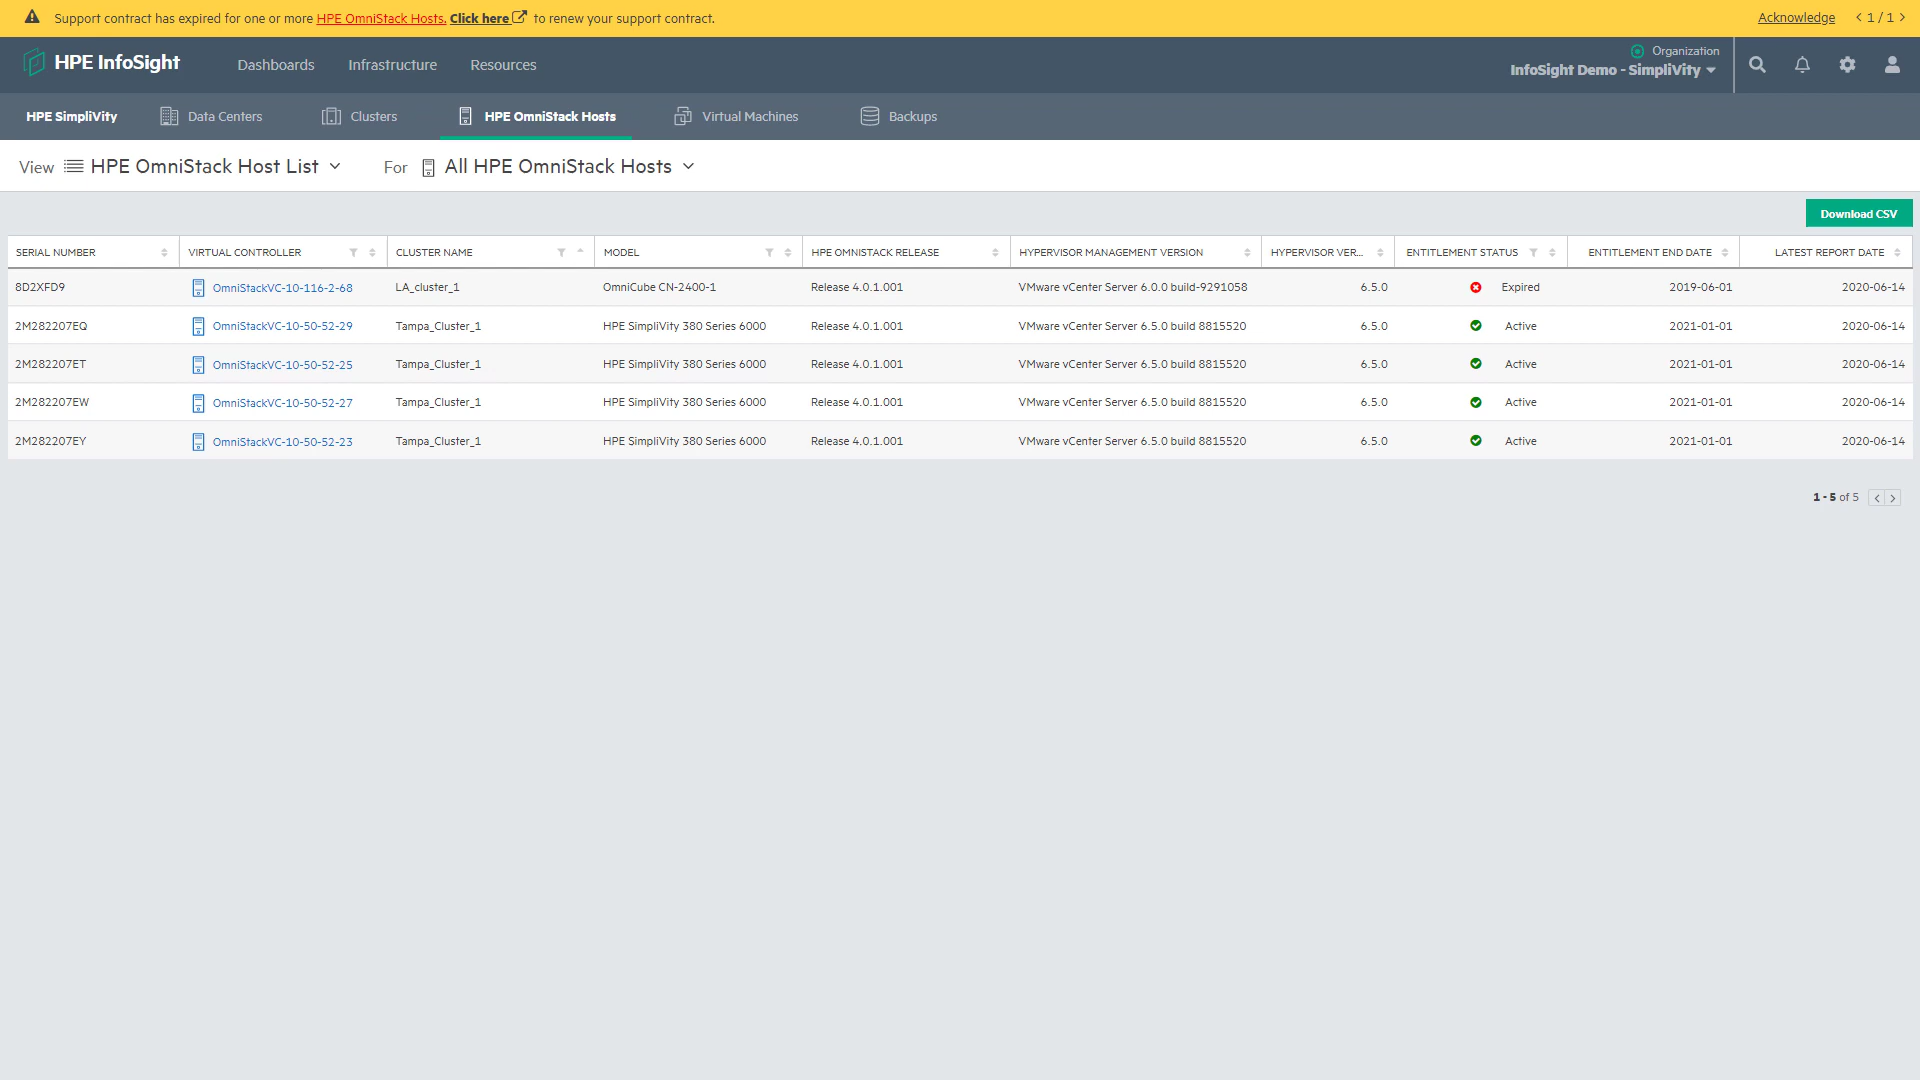 Support contract has expired for one or more HPE OmniStack Hosts. Click here to renew your support contract.
Acknowledge < 1 / 1 >
HPE InfoSight
Dashboards Infrastructure Resources
Organization
InfoSight Demo - SimpliVity
HPE SimpliVity Data Centers Clusters HPE OmniStack Hosts Virtual Machines Backups
View HPE OmniStack Host List For All HPE OmniStack Hosts
Download CSV
SERIAL NUMBER VIRTUAL CONTROLLER CLUSTER NAME MODEL HPE OMNISTACK RELEASE HYPERVISOR MANAGEMENT VERSION HYPERVISOR VER... ENTITLEMENT STATUS ENTITLEMENT END DATE LATEST REPORT DATE
8D2XFD9 OmniStackVC-10-116-2-68 LA_cluster_1 OmniCube CN-2400-1 Release 4.0.1.001 VMware vCenter Server 6.0.0 build-9291058 6.5.0 Expired 2019-06-01 2020-06-14
2M282207EQ OmniStackVC-10-50-52-29 Tampa_Cluster_1 HPE SimpliVity 380 Series 6000 Release 4.0.1.001 VMware vCenter Server 6.5.0 build 8815520 6.5.0 Active 2021-01-01 2020-06-14
2M282207ET OmniStackVC-10-50-52-25 Tampa_Cluster_1 HPE SimpliVity 380 Series 6000 Release 4.0.1.001 VMware vCenter Server 6.5.0 build 8815520 6.5.0 Active 2021-01-01 2020-06-14
2M282207EW OmniStackVC-10-50-52-27 Tampa_Cluster_1 HPE SimpliVity 380 Series 6000 Release 4.0.1.001 VMware vCenter Server 6.5.0 build 8815520 6.5.0 Active 2021-01-01 2020-06-14
2M282207EY OmniStackVC-10-50-52-23 Tampa_Cluster_1 HPE SimpliVity 380 Series 6000 Release 4.0.1.001 VMware vCenter Server 6.5.0 build 8815520 6.5.0 Active 2021-01-01 2020-06-14
1 - 5 of 5 < >